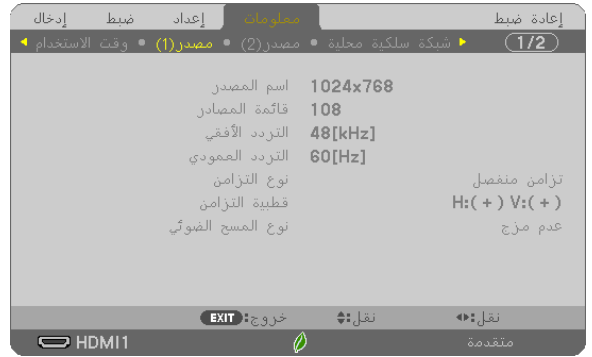 إدخال ضبط إعداد معلومات إعادة ضبط
وقت الاستخدام • مصدر(1) • مصدر(2) • شبكة سلكية محلية (1/2)
اسم المصدر 1024x768
قائمة المصادر 108
التردد الأفقي 48[kHz]
التردد العمودي 60[Hz]
نوع التزامن تزامن منفصل
قطبية التزامن H:( + ) V:( + )
نوع المسح الضوئي عدم مزج
EXIT:خروج نقل: نقل:
HDMI1 متقدمة